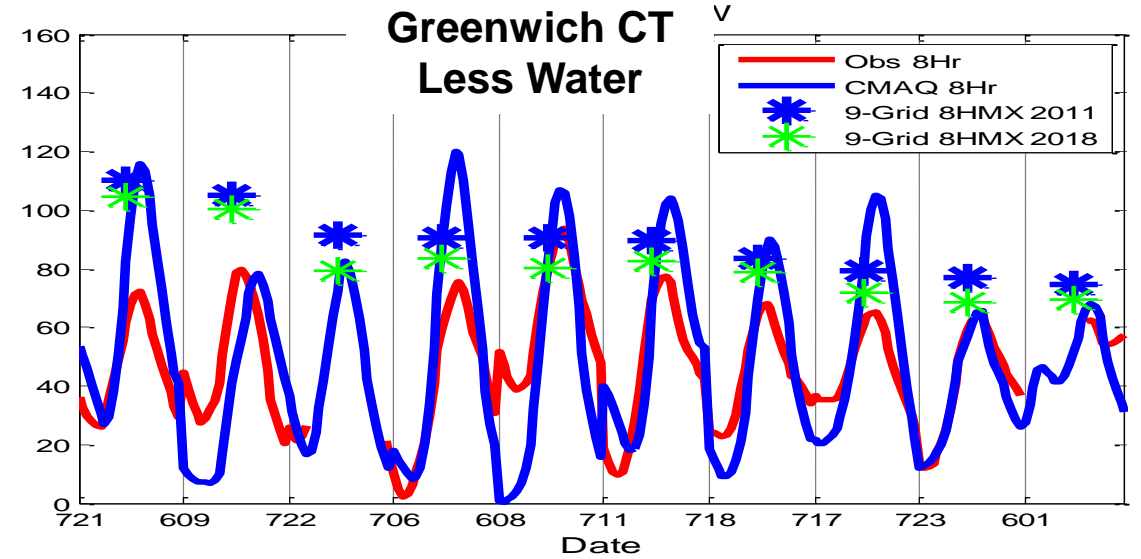 Greenwich CT
Less Water
v
Obs 8Hr
CMAQ 8Hr
9-Grid 8HMX 2011
9-Grid 8HMX 2018
160
140
120
100
80
60
40
20
0
721 609 722 706 608 711 718 717 723 601
Date